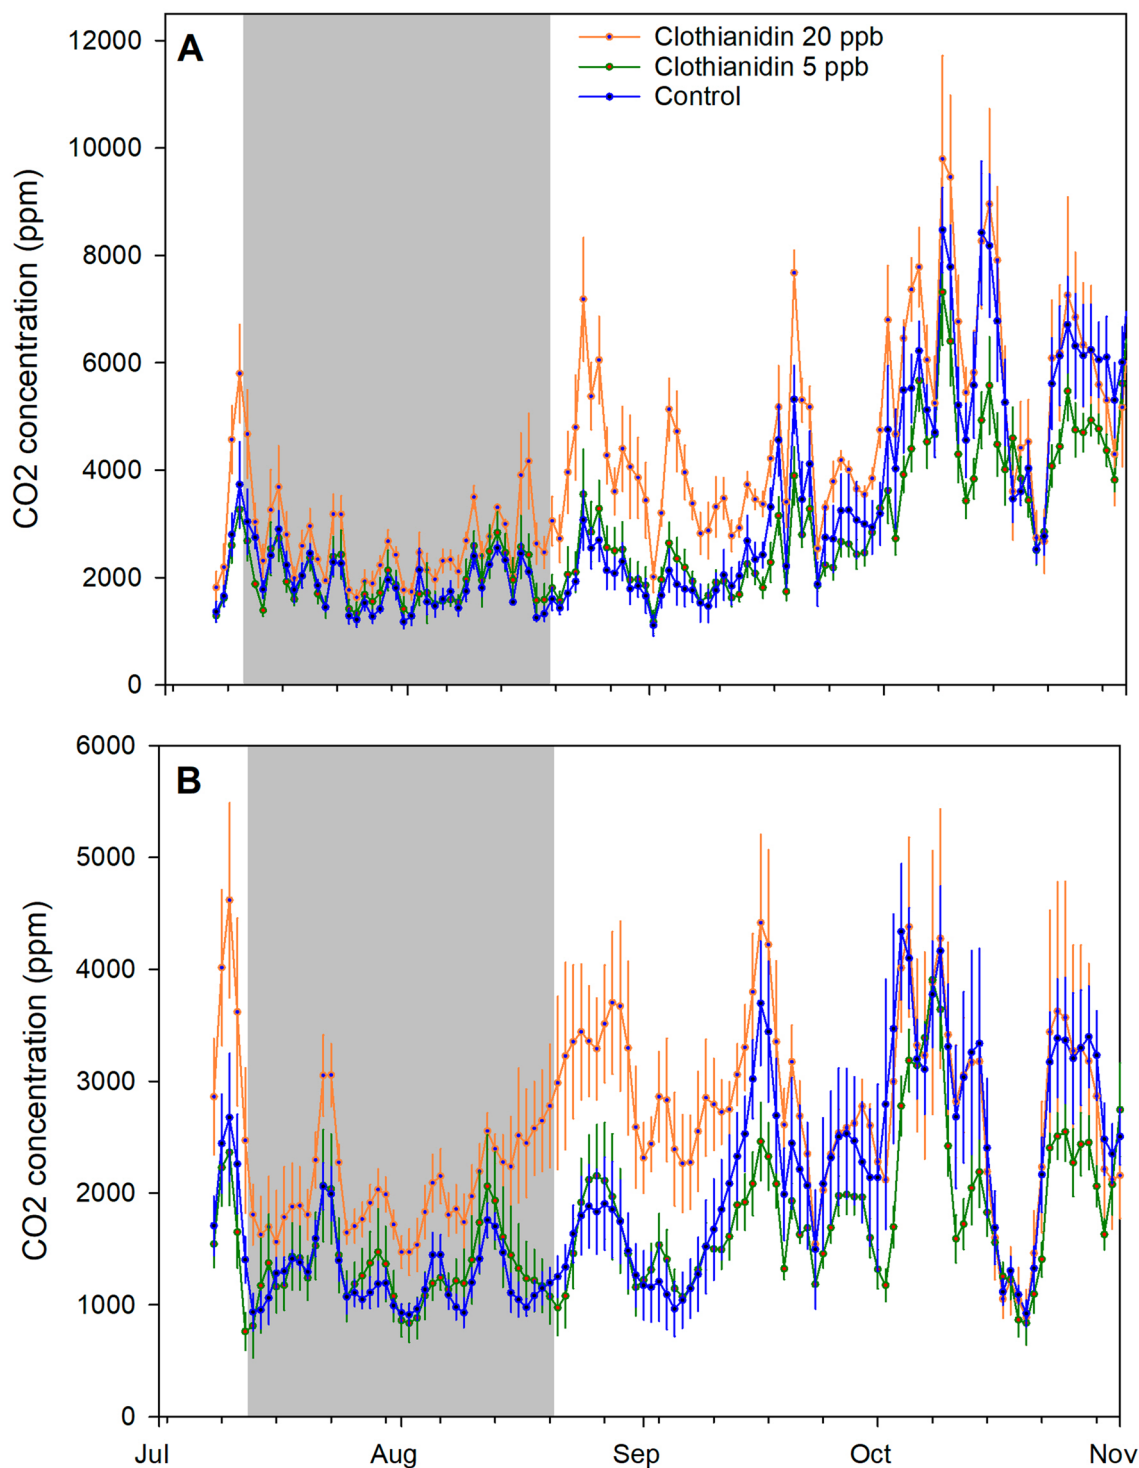 A
Clothianidin 20 ppb
Clothianidin 5 ppb
Control
CO2 concentration (ppm)
12000
10000
8000
6000
4000
2000
0
B
CO2 concentration (ppm)
6000
5000
4000
3000
2000
1000
0
Jul Aug Sep Oct Nov